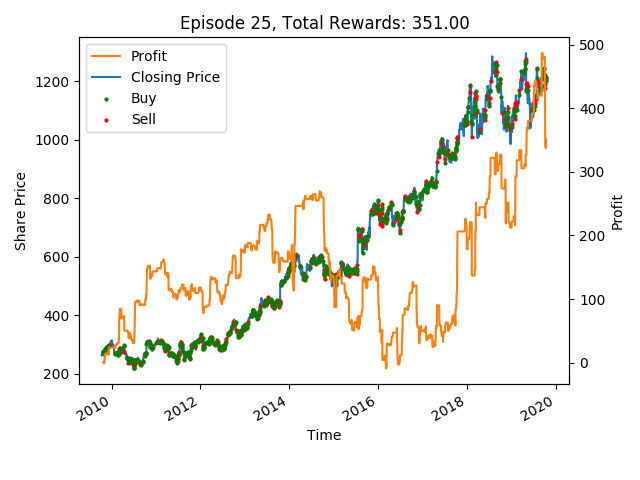 Episode 25, Total Rewards: 351.00
Profit
Closing Price
Buy
Sell
Share Price
1200
1000
800
600
400
200
500
400
300
200
100
0
Profit
2010
2012
2014
2016
2018
2020
Time